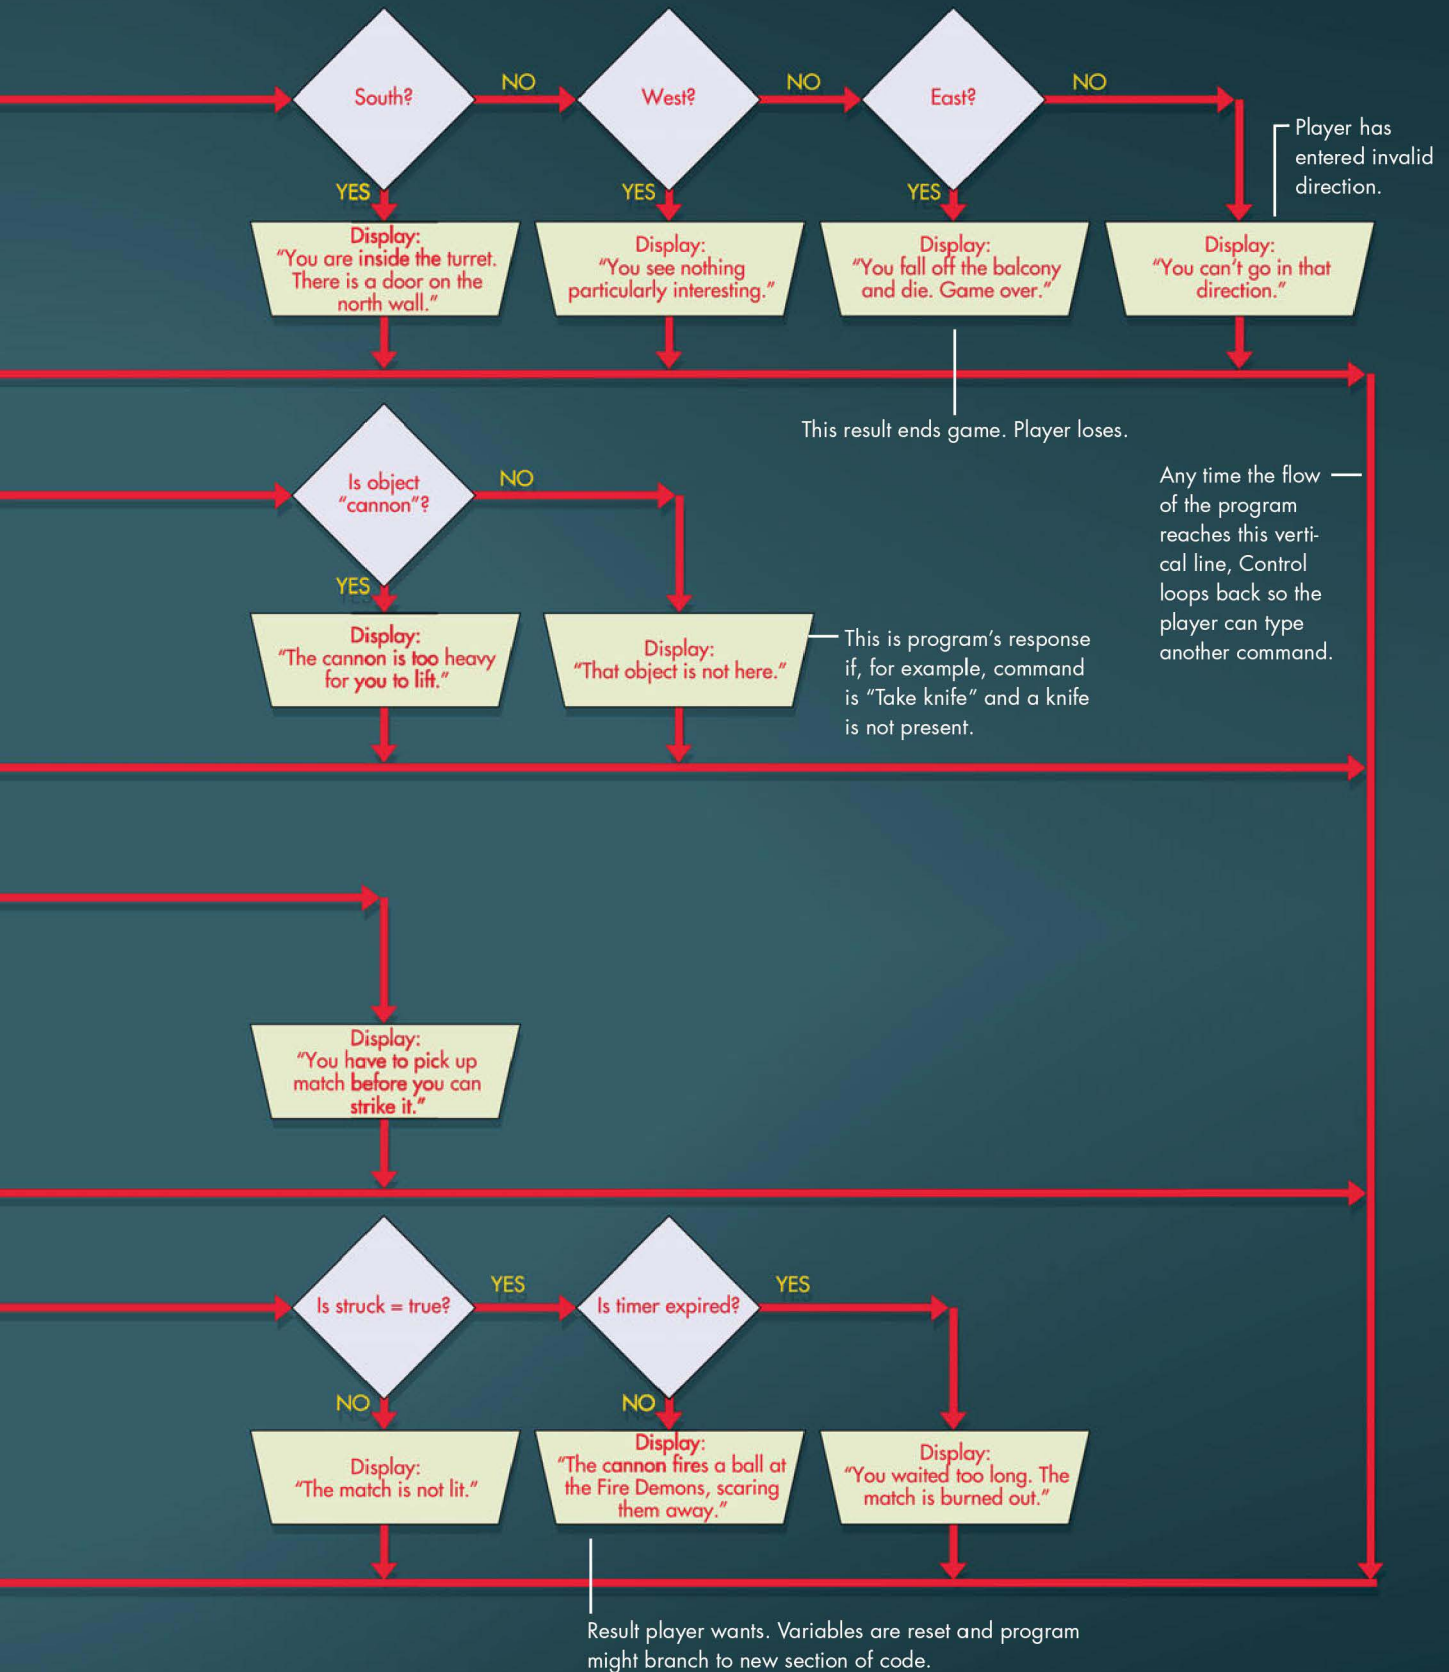 South?
NO
West?
NO
East?
NO
Player has
entered invalid
direction.
YES
YES
YES
Display:
“You are inside the turret.
There is a door on the
north wall.”
Display:
“You see nothing
particularly interesting.”
Display:
“You fall off the balcony
and die. Game over.”
Display:
“You can’t go in that
direction.”
This result ends game. Player loses.
Is object
“cannon”?
NO
Any time the flow
of the program
reaches this verti-
cal line, Control
loops back so the
player can type
another command.
YES
Display:
“The cannon is too heavy
for you to lift.”
Display:
“That object is not here.”
This is program’s response
if, for example, command
is “Take knife” and a knife
is not present.
Display:
“You have to pick up
match before you can
strike it.”
Is struck = true?
YES
Is timer expired?
YES
NO
NO
Display:
“The match is not lit.”
Display:
“The cannon fires a ball at
the Fire Demons, scaring
them away.”
Display:
“You waited too long. The
match is burned out.”
Result player wants. Variables are reset and program
might branch to new section of code.